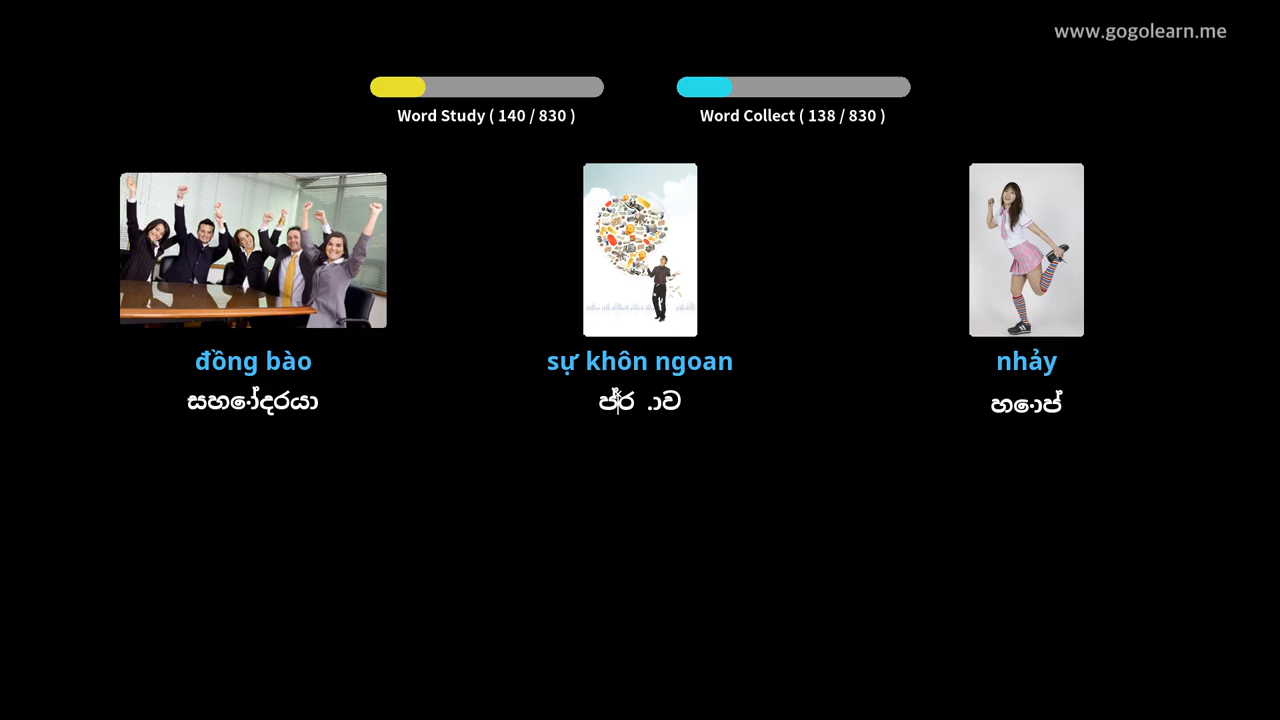 www.gogolearn.me
Word Study ( 140 / 830 )
Word Collect ( 138 / 830 )
đồng bào
සහෝදරයා
sự khôn ngoan
nhảy
හොප්